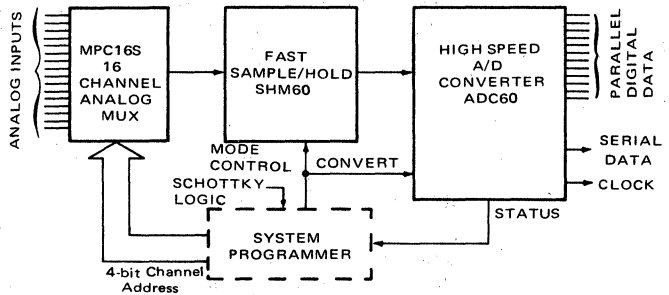 ANALOG INPUTS
MPC16S
16
CHANNEL
ANALOG
MUX
FAST
SAMPLE/HOLD
SHM60
HIGH SPEED
A/D
CONVERTER
ADC60
PARALLEL
DIGITAL
DATA
SERIAL
DATA
CLOCK
MODE
CONTROL
CONVERT
SCHOTTKY
LOGIC
STATUS
SYSTEM
PROGRAMMER
4-bit Channel
Address